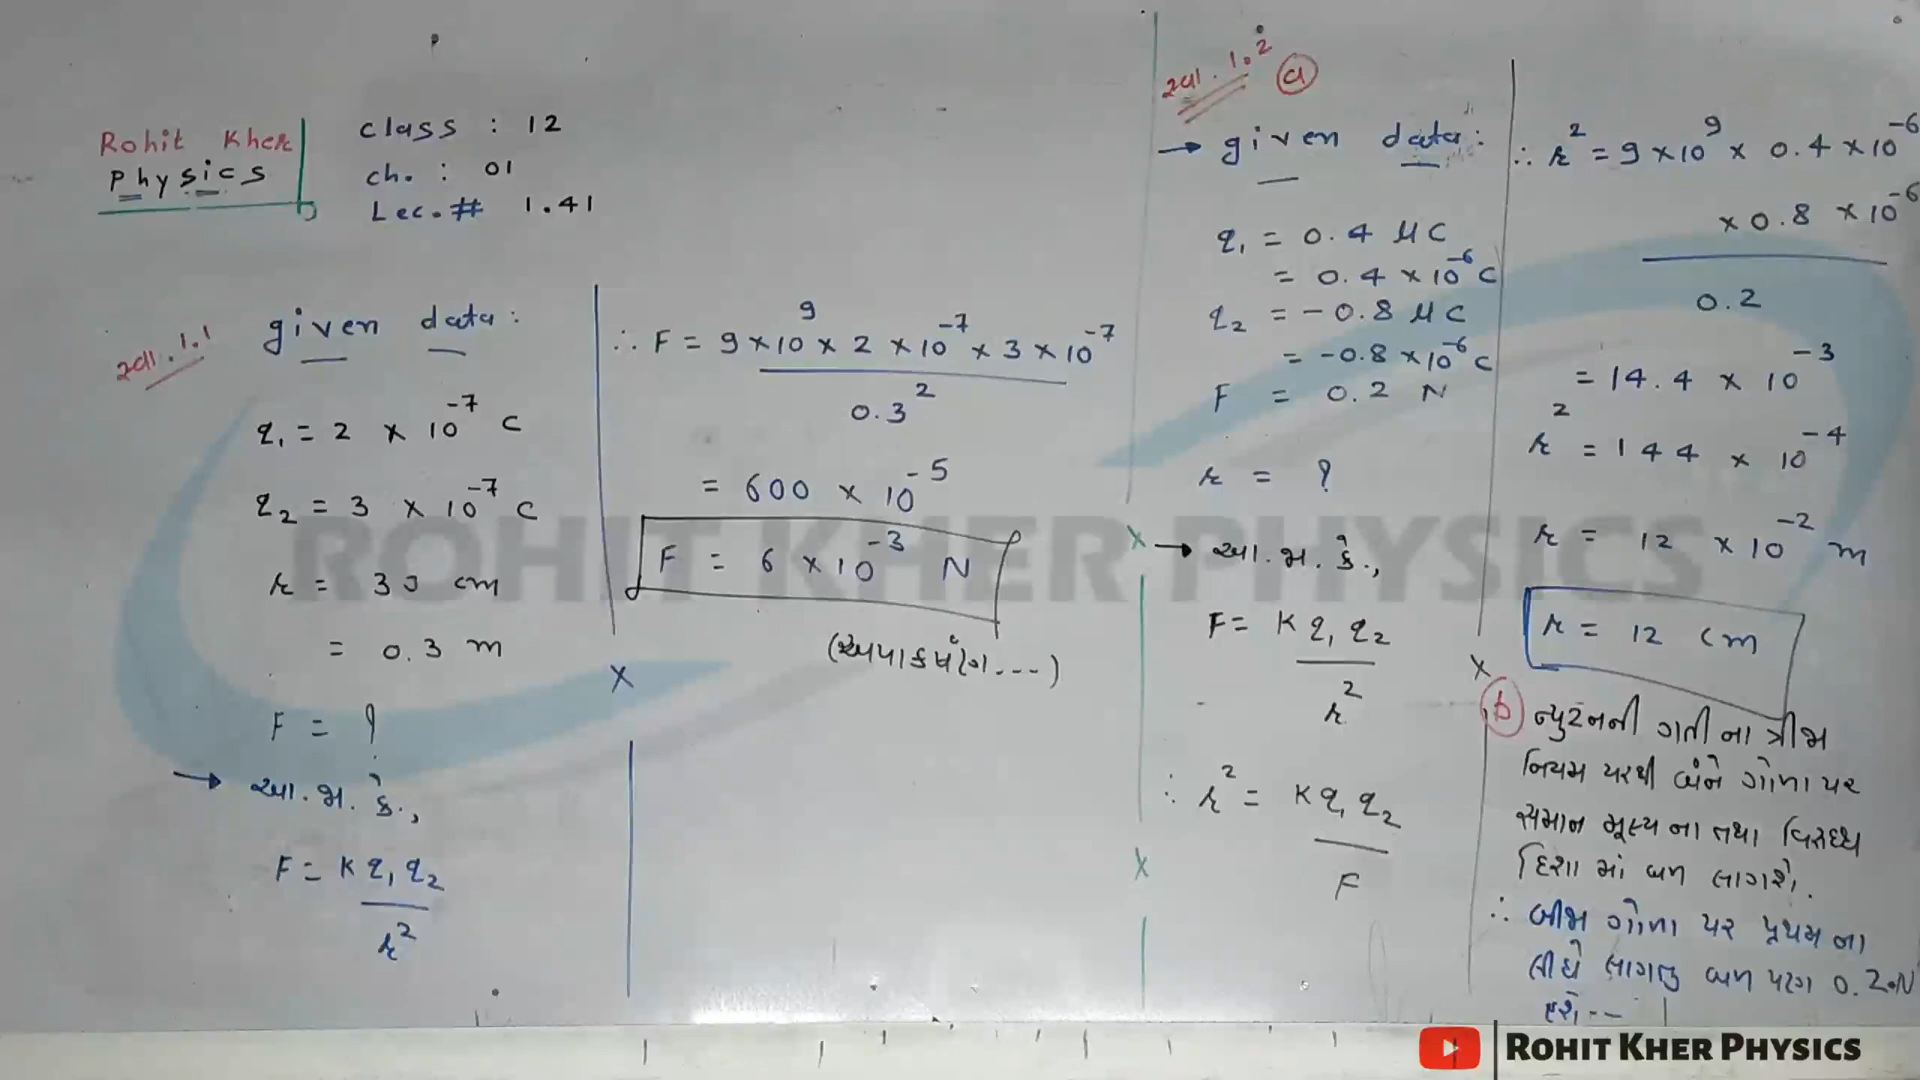 Rohit Kher
Physics
class : 12
ch. : 01
Lec.# 1.41
સ્વા. 1.1
given data :
q₁ = 2 × 10⁻⁷ C
q₂ = 3 × 10⁻⁷ C
r = 30 cm
= 0.3 m
F = ?
→ આ.જ.કે.,
F = K q₁ q₂
r²
∴ F = 9×10⁹ × 2×10⁻⁷ × 3×10⁻⁷
0.3²
= 600 × 10⁻⁵
F = 6 × 10⁻³ N
(અપાકર્ષણ...)
સ્વા. 1.2 (a)
→ given data :
q₁ = 0.4 μC
= 0.4 × 10⁻⁶ C
q₂ = -0.8 μC
= -0.8 × 10⁻⁶ C
F = 0.2 N
r = ?
→ આ.જ.કે.,
F = K q₁ q₂
r²
∴ r² = K q₁ q₂
F
∴ r² = 9×10⁹ × 0.4 × 10⁻⁶
× 0.8 × 10⁻⁶
0.2
= 14.4 × 10⁻³
r² = 144 × 10⁻⁴
r = 12 × 10⁻² m
r = 12 cm
(b) ન્યુટનની ગતીના ત્રીજા
નિયમ પરથી બંને ગોળા પર
સમાન મૂલ્યના તથા વિરુધ્ધ
દિશામાં બળ લાગશે.
∴ બીજા ગોળા પર પ્રથમના
લીધે લાગતુ બળ પણ 0.2 N
હશે...
ROHIT KHER PHYSICS
ROHIT KHER PHYSICS